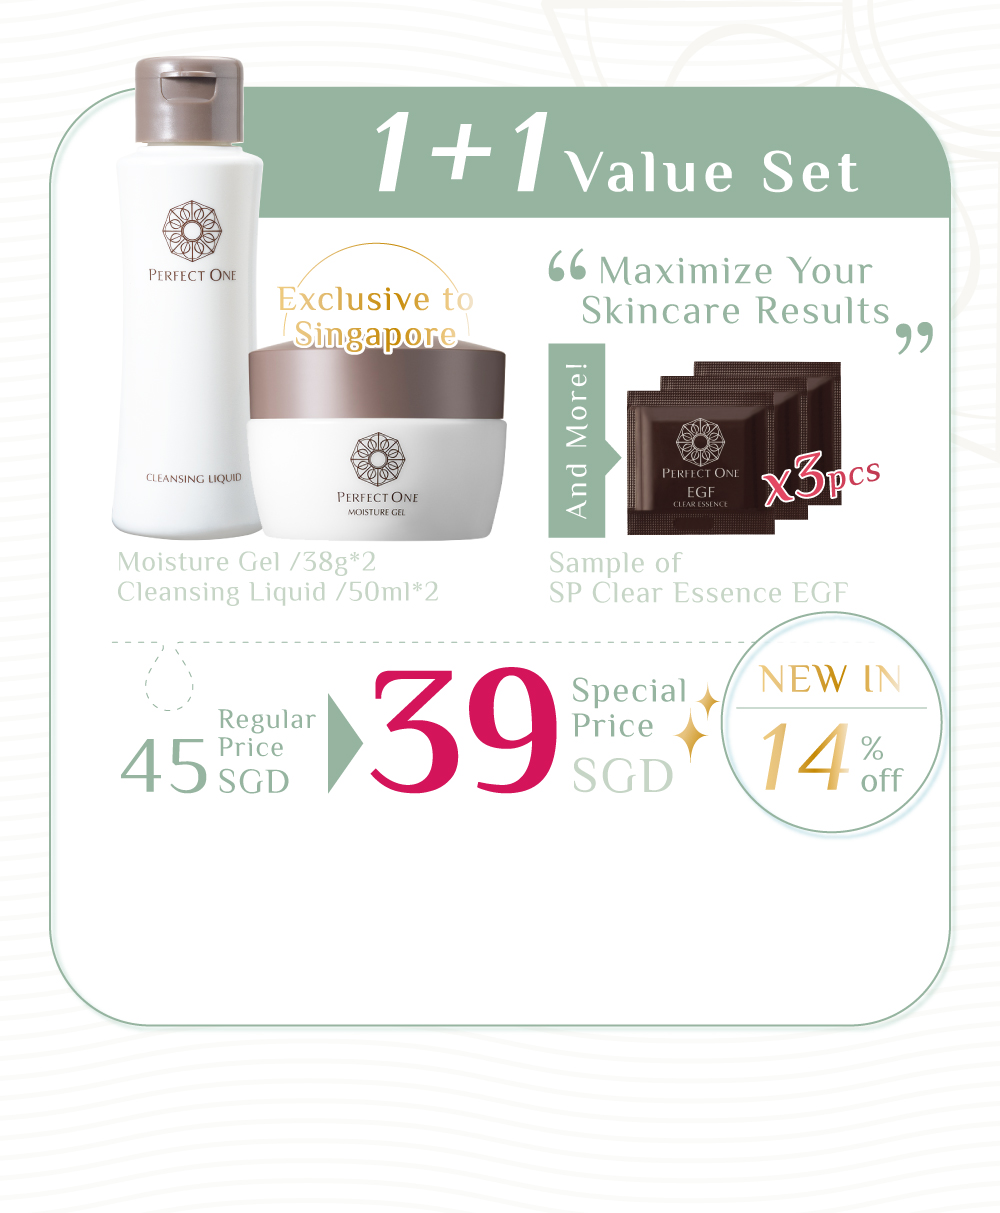 1+1 Value Set
PERFECT ONE
CLEANSING LIQUID
Exclusive to
Singapore
PERFECT ONE
MOISTURE GEL
“ Maximize Your
Skincare Results ”
And More!
PERFECT ONE
EGF
CLEAR ESSENCE
x3pcs
Moisture Gel /38g*2
Cleansing Liquid /50ml*2
Sample of
SP Clear Essence EGF
45 Regular
Price
SGD
39 Special
Price
SGD
NEW IN
14 %
off